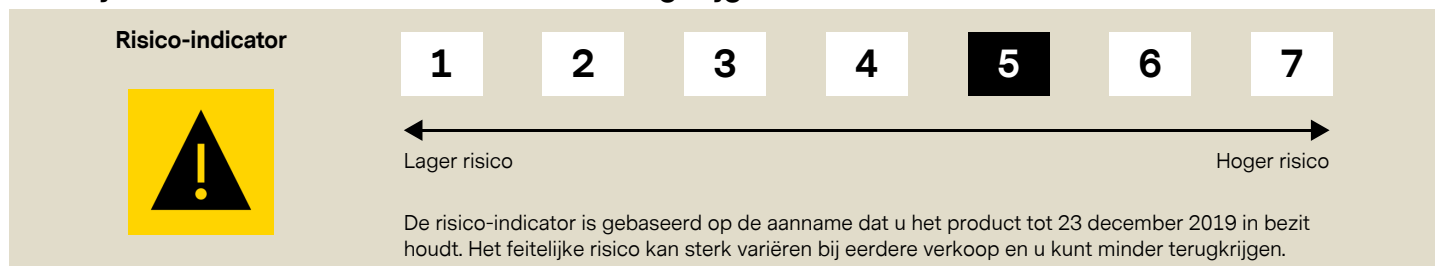 Risico-indicator
1 2 3 4 5 6 7
Lager risico Hoger risico
De risico-indicator is gebaseerd op de aanname dat u het product tot 23 december 2019 in bezit
houdt. Het feitelijke risico kan sterk variëren bij eerdere verkoop en u kunt minder terugkrijgen.